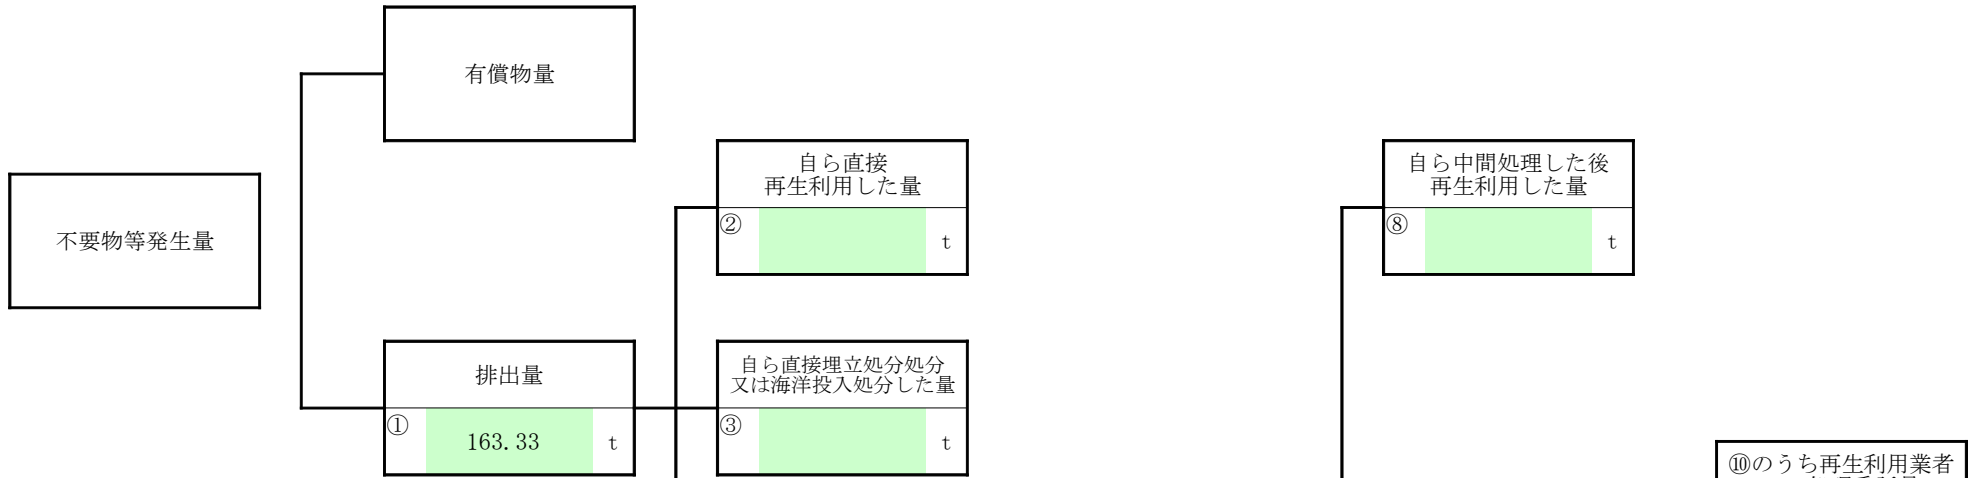 有償物量
自ら直接
再生利用した量
②
t
自ら中間処理した後
再生利用した量
⑧
t
不要物等発生量
排出量
①
163.33
t
自ら直接埋立処分処分
又は海洋投入処分した量
③
t
⑩のうち再生利用業者